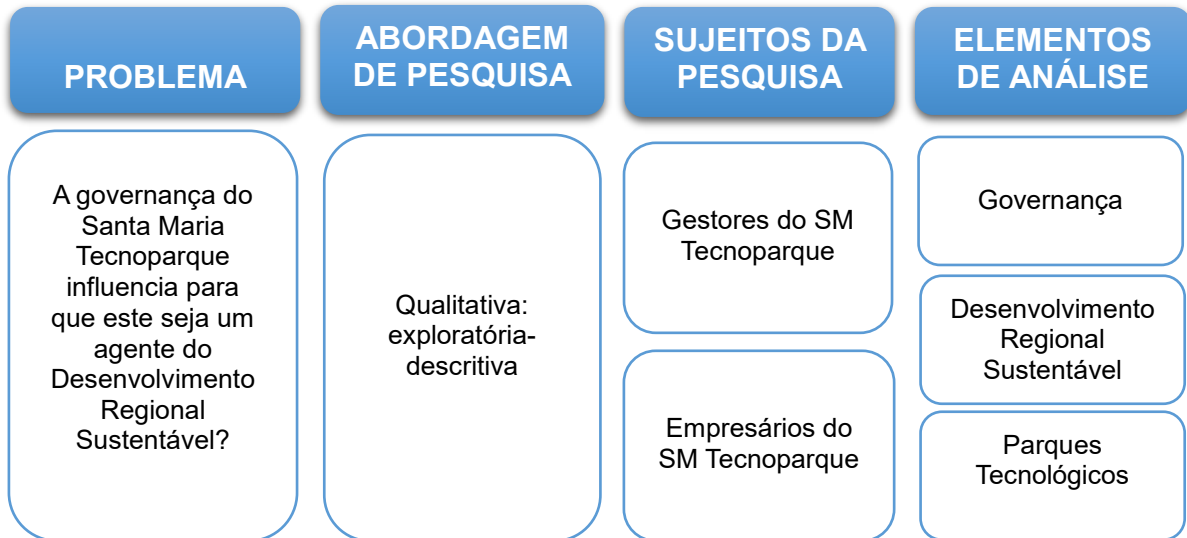 PROBLEMA
A governança do
Santa Maria
Tecnoparque
influencia para
que este seja um
agente do
Desenvolvimento
Regional
Sustentável?
ABORDAGEM
DE PESQUISA
Qualitativa:
exploratória-
descritiva
SUJEITOS DA
PESQUISA
Gestores do SM
Tecnoparque
Empresários do
SM Tecnoparque
ELEMENTOS
DE ANÁLISE
Governança
Desenvolvimento
Regional
Sustentável
Parques
Tecnológicos